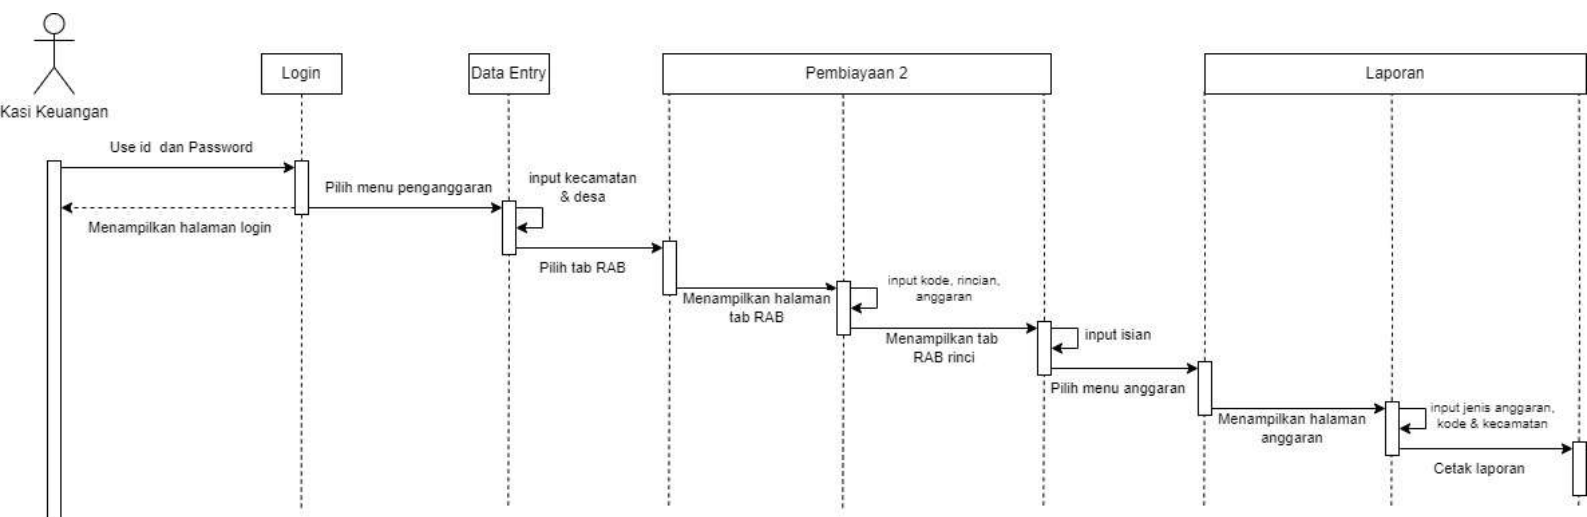 Login
Data Entry
Pembiayaan 2
Laporan
Kasi Keuangan
Use id dan Password
Pilih menu penganggaran
input kecamatan
& desa
Menampilkan halaman login
Pilih tab RAB
Menampilkan halaman
tab RAB
input kode, rincian,
anggaran
Menampilkan tab
RAB rinci
input isian
Pilih menu anggaran
Menampilkan halaman
anggaran
input jenis anggaran,
kode & kecamatan
Cetak laporan